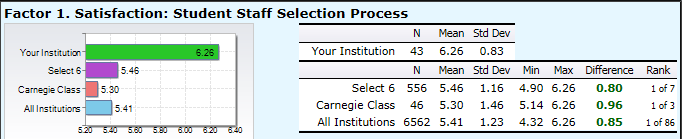 Factor 1. Satisfaction: Student Staff Selection Process
Your Institution 6.26
Select 6 5.46
Carnegie Class 5.30
All Institutions 5.41
5.20 5.40 5.60 5.80 6.00 6.20 6.40
N Mean Std Dev
Your Institution 43 6.26 0.83
N Mean Std Dev Min Max Difference Rank
Select 6 556 5.46 1.16 4.90 6.26 0.80 1 of 7
Carnegie Class 46 5.30 1.46 5.14 6.26 0.96 1 of 3
All Institutions 6562 5.41 1.23 4.32 6.26 0.85 1 of 86